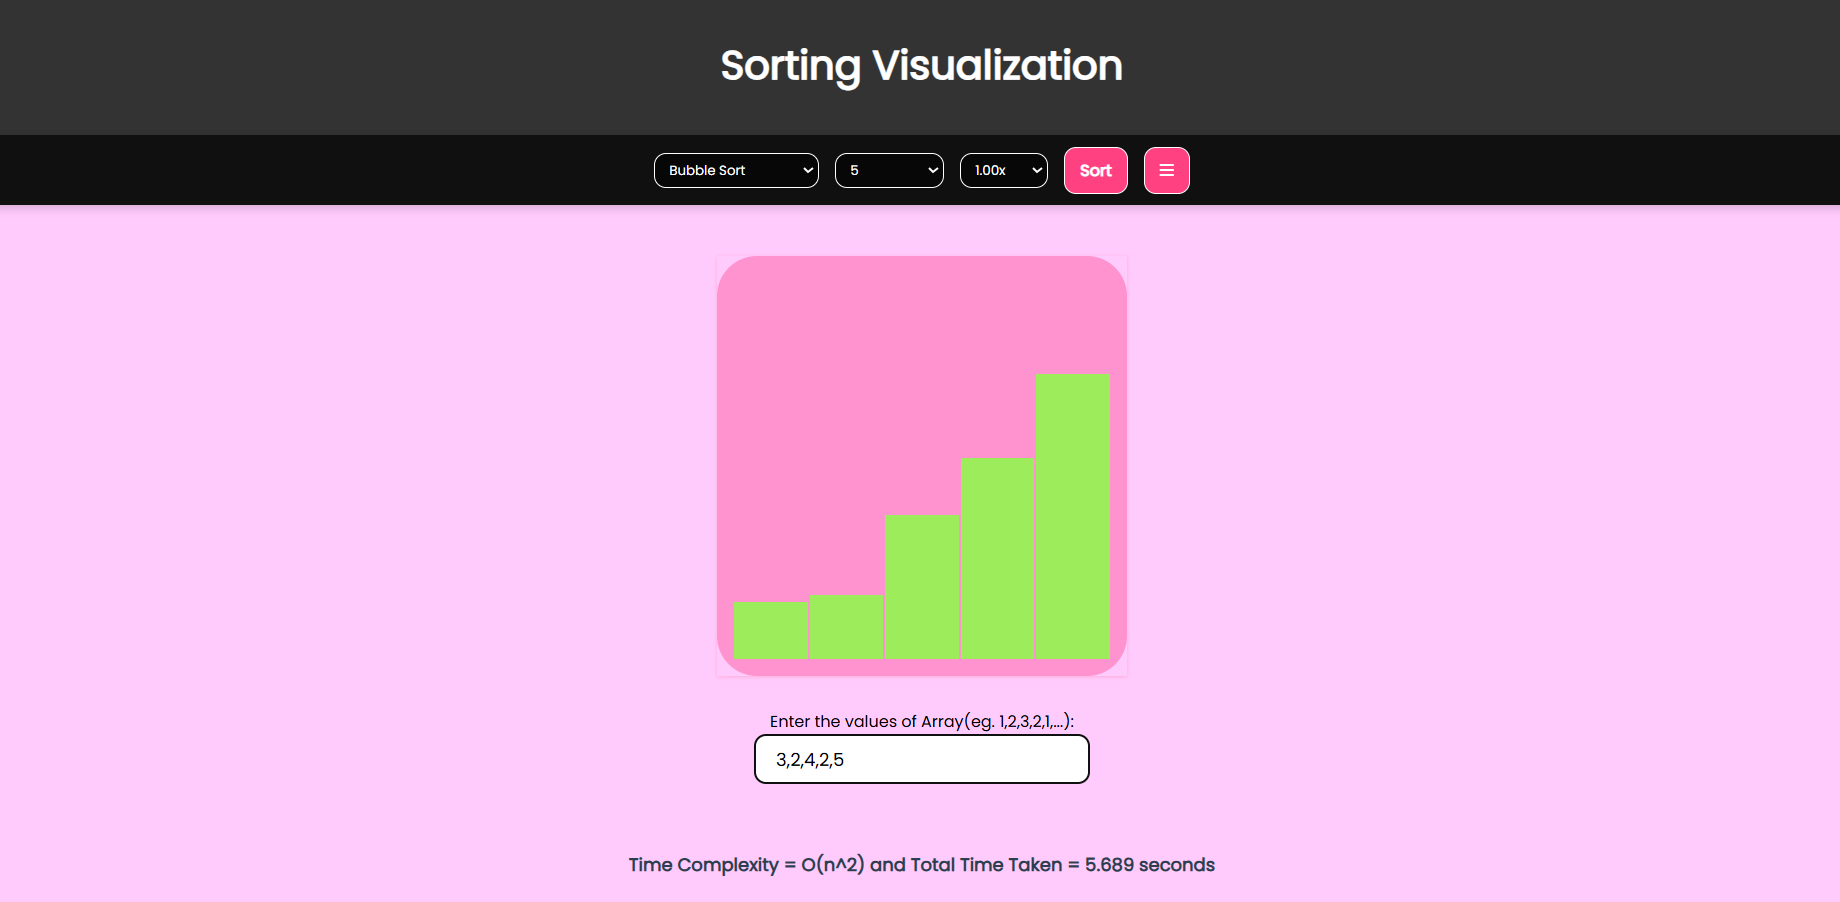 Sorting Visualization
Bubble Sort 5 1.00x Sort
Enter the values of Array(eg. 1,2,3,2,1,...):
3,2,4,2,5
Time Complexity = O(n^2) and Total Time Taken = 5.689 seconds